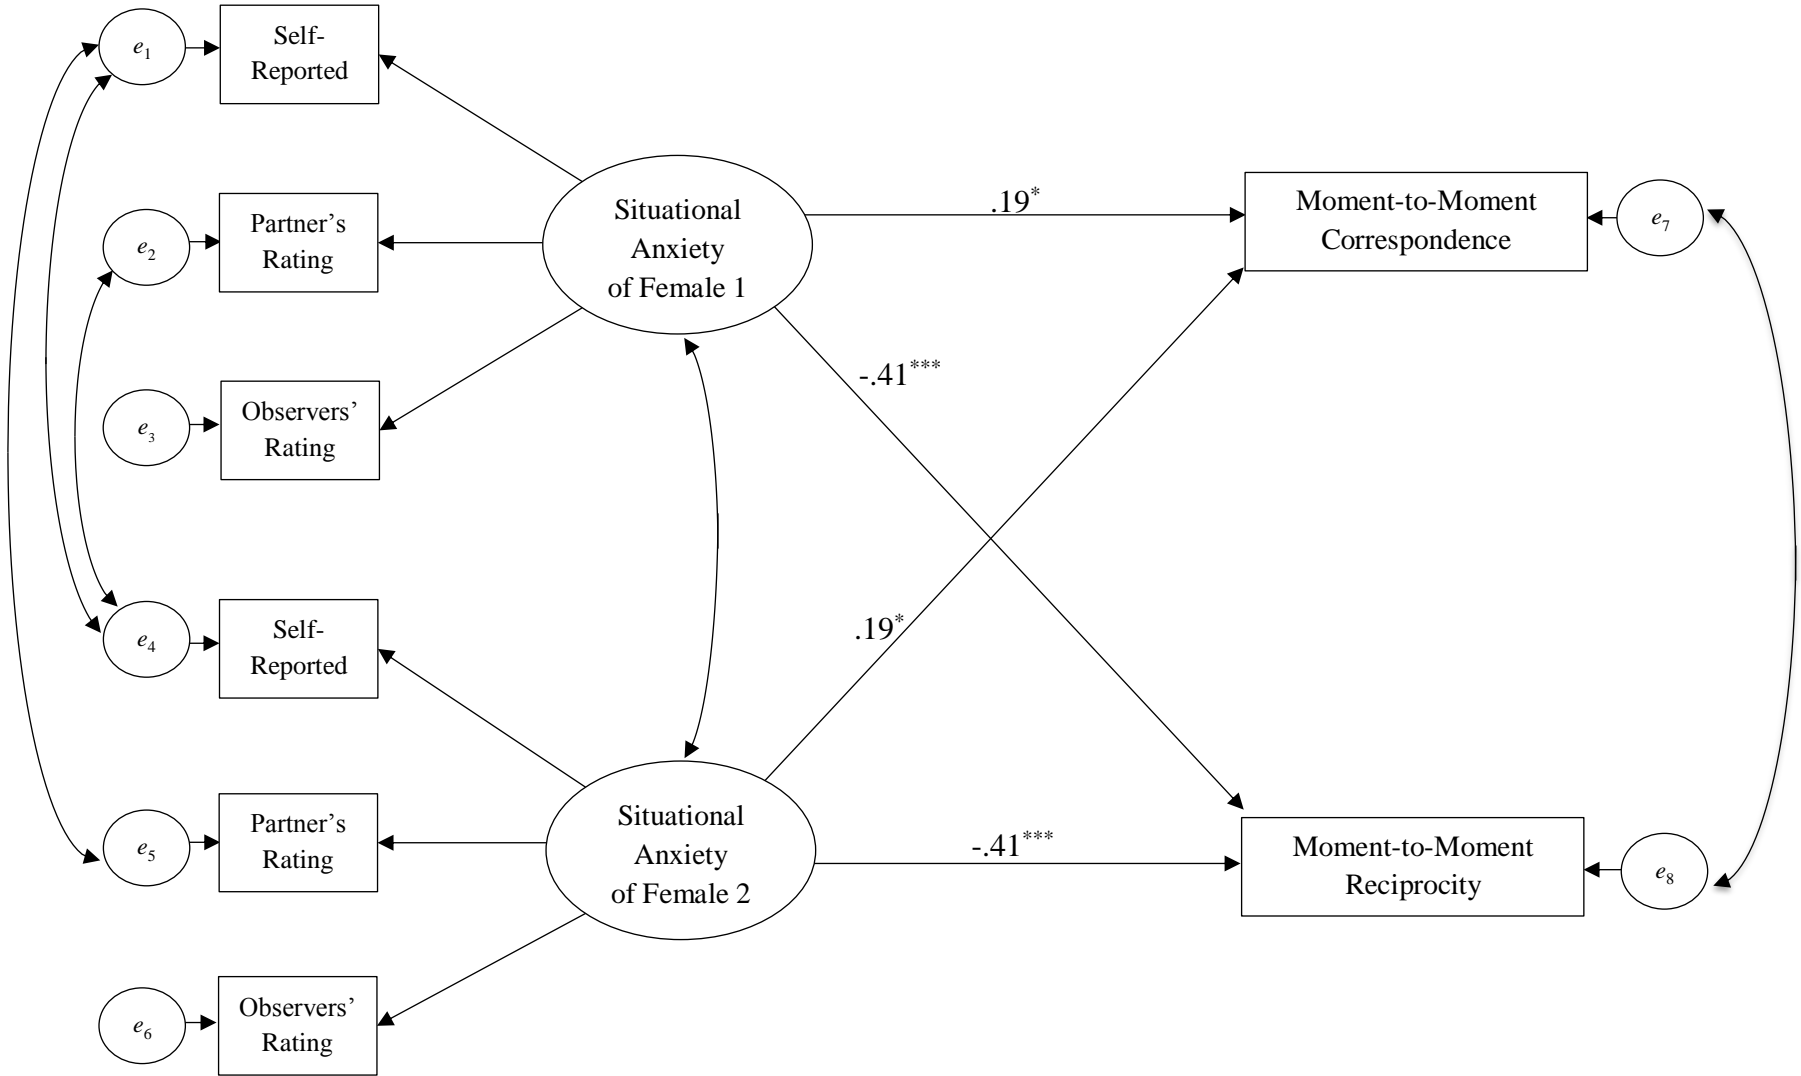 e1
Self-
Reported
e2
Partner’s
Rating
e3
Observers’
Rating
e4
Self-
Reported
e5
Partner’s
Rating
e6
Observers’
Rating
Situational
Anxiety
of Female 1
Situational
Anxiety
of Female 2
.19*
-.41***
.19*
-.41***
Moment-to-Moment
Correspondence
e7
Moment-to-Moment
Reciprocity
e8